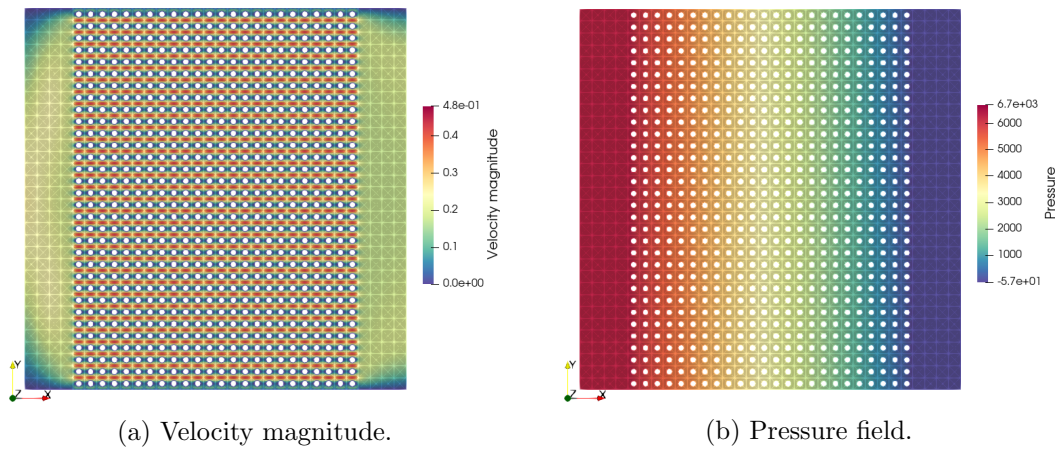 4.8e-01
0.4
0.3
0.2
0.1
0.0e+00
Velocity magnitude
Y
Z
X
6.7e+03
6000
5000
4000
3000
2000
1000
-5.7e+01
Pressure
Y
Z
X
(a) Velocity magnitude.
(b) Pressure field.